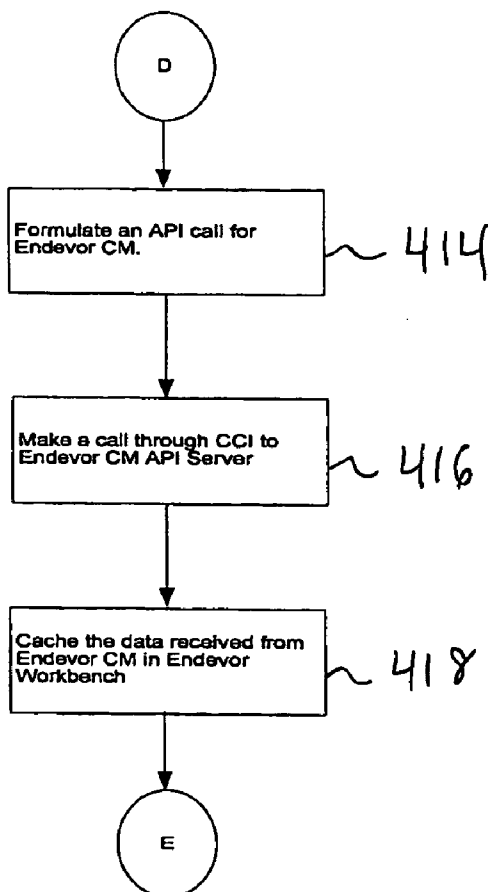 D
Formulate an API call for
Endevor CM.
414
Make a call through CCI to
Endevor CM API Server
416
Cache the data received from
Endevor CM in Endevor
Workbench
418
E